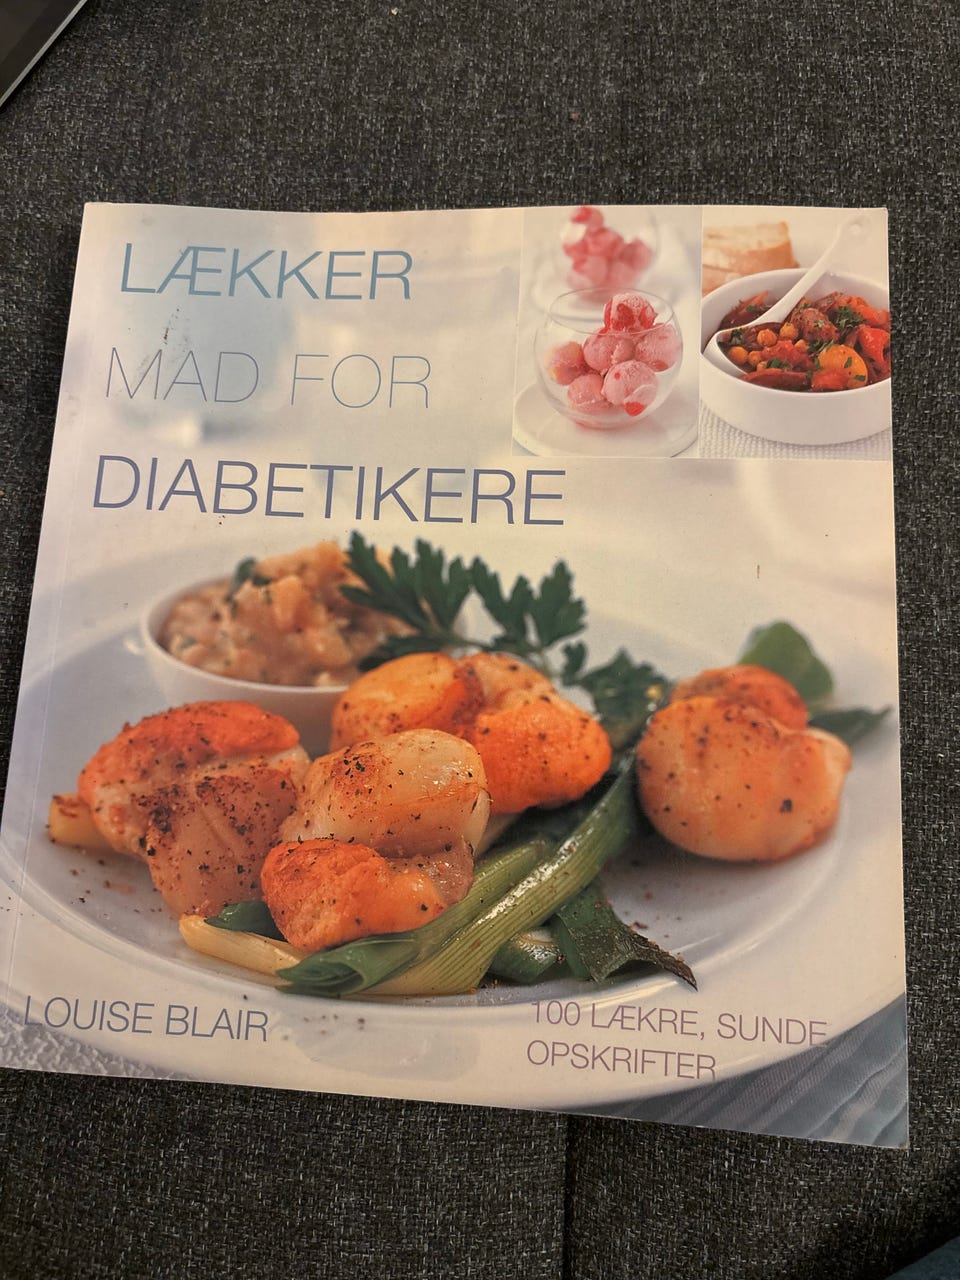 LÆKKER
MAD FOR
DIABETIKERE
LOUISE BLAIR
100 LÆKRE, SUNDE
OPSKRIFTER